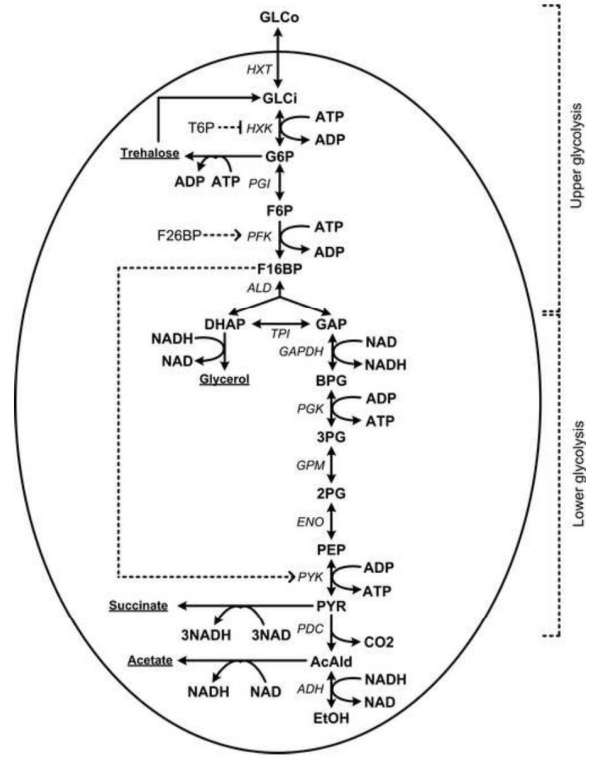 GLCo
HXT
GLCi
T6P HXK ATP
ADP
Trehalose G6P
ADP ATP PGI
F6P
F26BP PFK ATP
ADP
F16BP
ALD
DHAP TPI GAP
NADH GAPDH NAD
NAD NADH
Glycerol BPG
PGK ADP
ATP
3PG
GPM
2PG
ENO
PEP
PYK ADP
ATP
Succinate PYR
3NADH 3NAD PDC CO2
Acetate AcAld
NADH NAD ADH NADH
NAD
EtOH
Upper glycolysis
Lower glycolysis